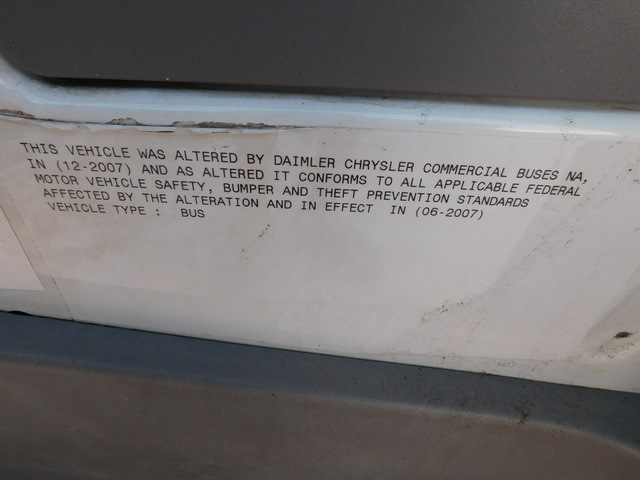 THIS VEHICLE WAS ALTERED BY DAIMLER CHRYSLER COMMERCIAL BUSES NA,
IN (12-2007) AND AS ALTERED IT CONFORMS TO ALL APPLICABLE FEDERAL
MOTOR VEHICLE SAFETY, BUMPER AND THEFT PREVENTION STANDARDS
AFFECTED BY THE ALTERATION AND IN EFFECT IN (06-2007)
VEHICLE TYPE : BUS